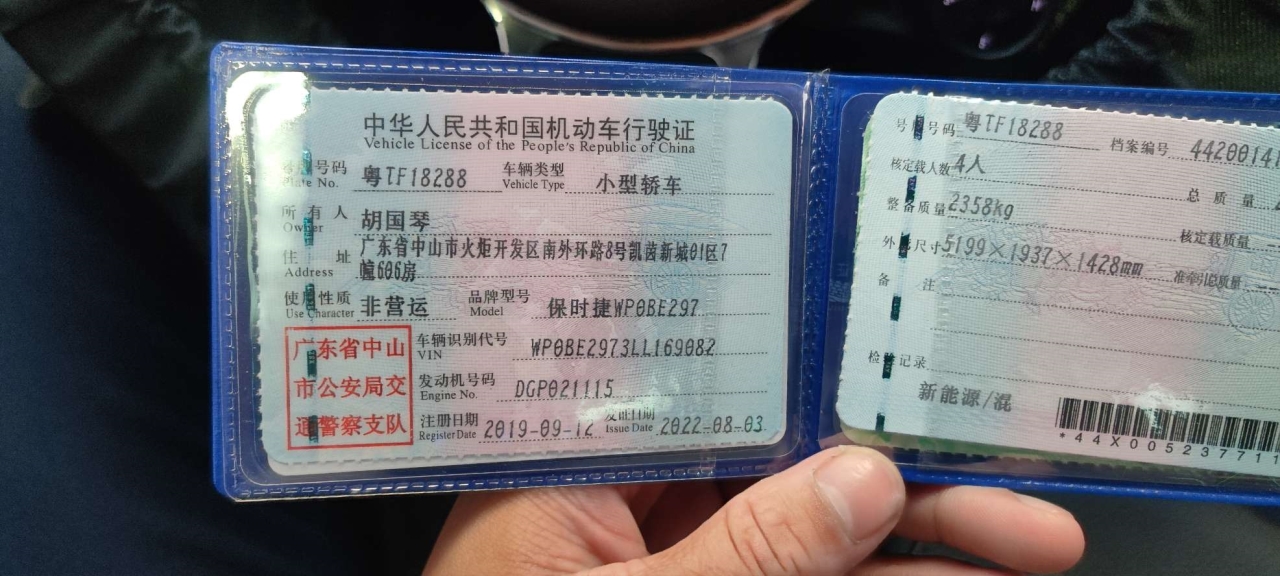 中华人民共和国机动车行驶证
Vehicle License of the People's Republic of China
号码 粤TF18288 车辆类型 小型轿车
Plate No. Vehicle Type
所有人 胡国琴
Owner
住址 广东省中山市火炬开发区南外环路8号凯茵新城01区7
Address 幢606房
使用性质 非营运 品牌型号 保时捷WP0BE297
Use Character Model
广东省中山
市公安局交
通警察支队
车辆识别代号 WP0BE2973LL169082
VIN
发动机号码 DGP021115
Engine No.
注册日期 2019-09-12 发证日期 2022-08-03
Register Date Issue Date
号牌号码 粤TF18288 档案编号 4420014
核定载人数 4人 总质量
整备质量 2358kg 核定载质量
外廓尺寸 5199×1937×1428mm 准牵引总质量
备注
检验记录
新能源/混
*44X005237711